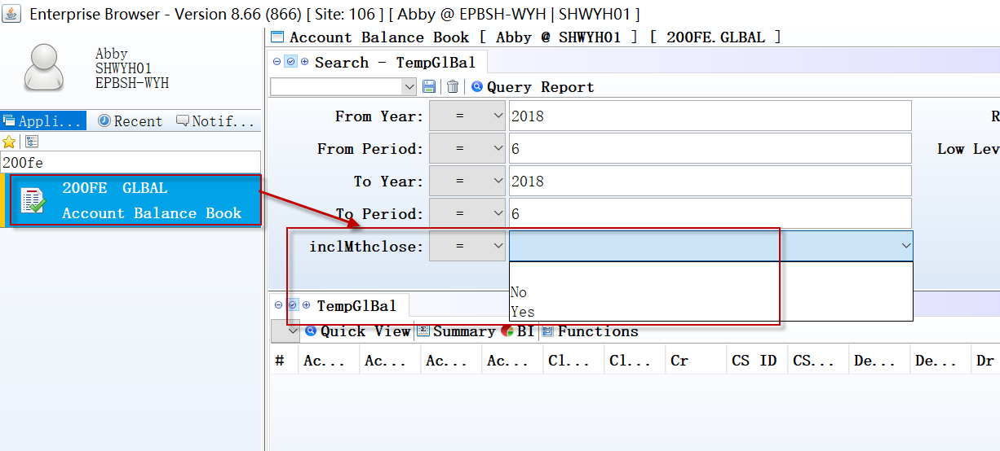 Enterprise Browser - Version 8.66 (866) [ Site: 106 ] [ Abby @ EPBSH-WYH | SHWYH01 ]
Abby
SHWYH01
EPBSH-WYH
Appli... Recent Notif...
200fe
200FE GLBAL
Account Balance Book
Account Balance Book [ Abby @ SHWYH01 ] [ 200FE.GLBAL ]
Search - TempGlBal
Query Report
From Year: = 2018 R
From Period: = 6 Low Lev
To Year: = 2018
To Period: = 6
inclMthclose: =
No
Yes
TempGlBal
Quick View Summary BI Functions
# Ac... Ac... Ac... Ac... Cl... Cl... Cr CS ID CS... De... De... Dr